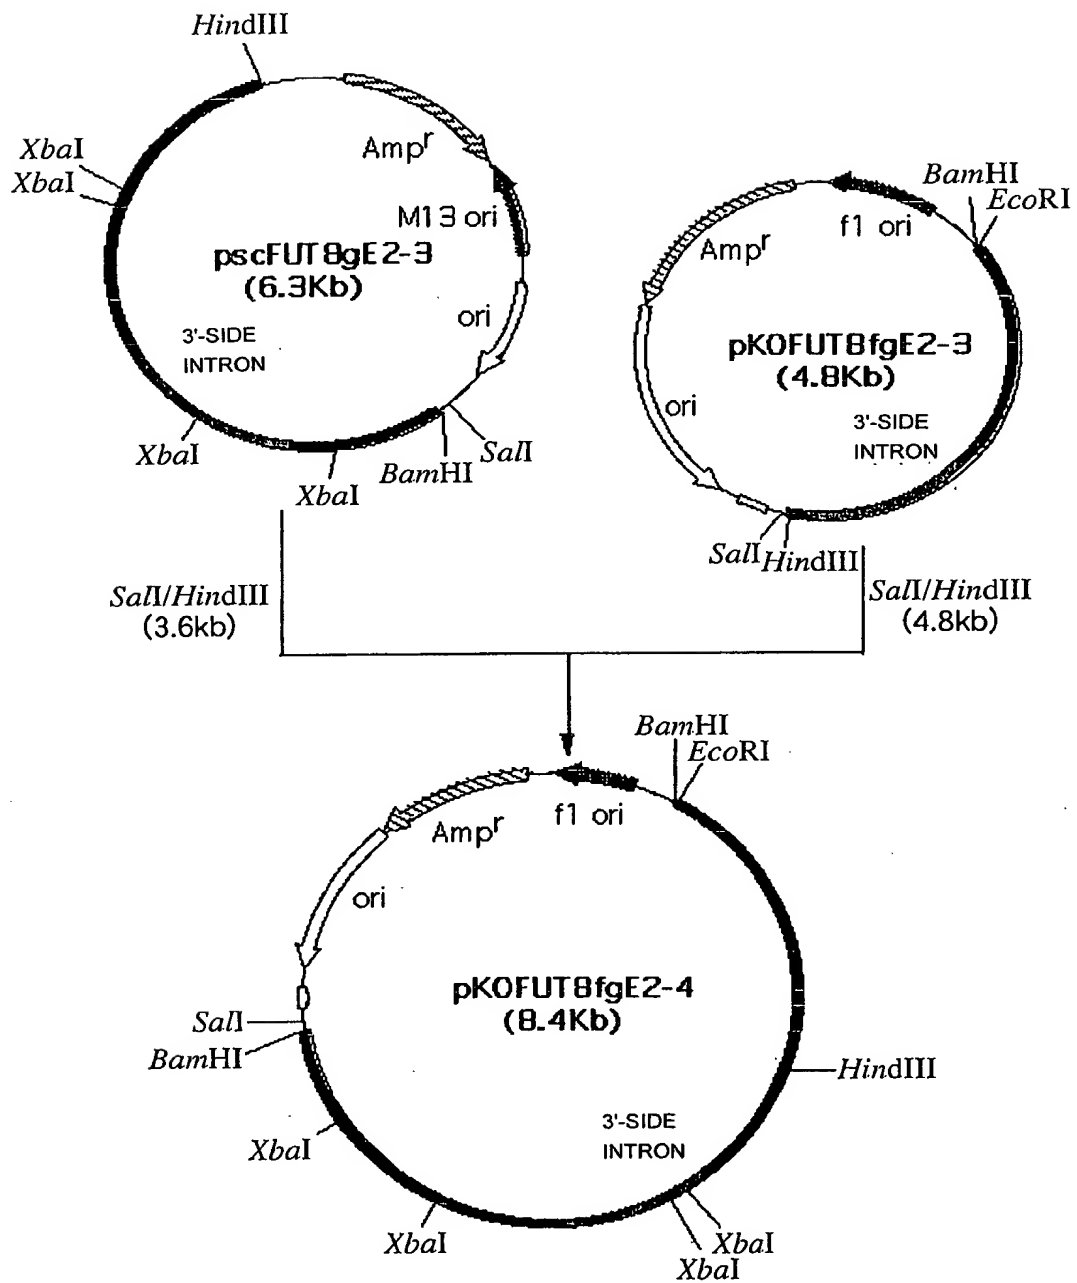 HindIII
XbaI
XbaI
Ampʳ
M13 ori
pscFUT8gE2-3
(6.3Kb)
ori
3'-SIDE
INTRON
XbaI
XbaI
BamHI
SalI
BamHI
EcoRI
f1 ori
Ampʳ
pKOFUT8fgE2-3
(4.8Kb)
ori
3'-SIDE
INTRON
SalI
HindIII
SalI/HindIII
(3.6kb)
SalI/HindIII
(4.8kb)
BamHI
EcoRI
f1 ori
Ampʳ
ori
pKOFUT8fgE2-4
(8.4Kb)
SalI
BamHI
HindIII
3'-SIDE
INTRON
XbaI
XbaI
XbaI
XbaI